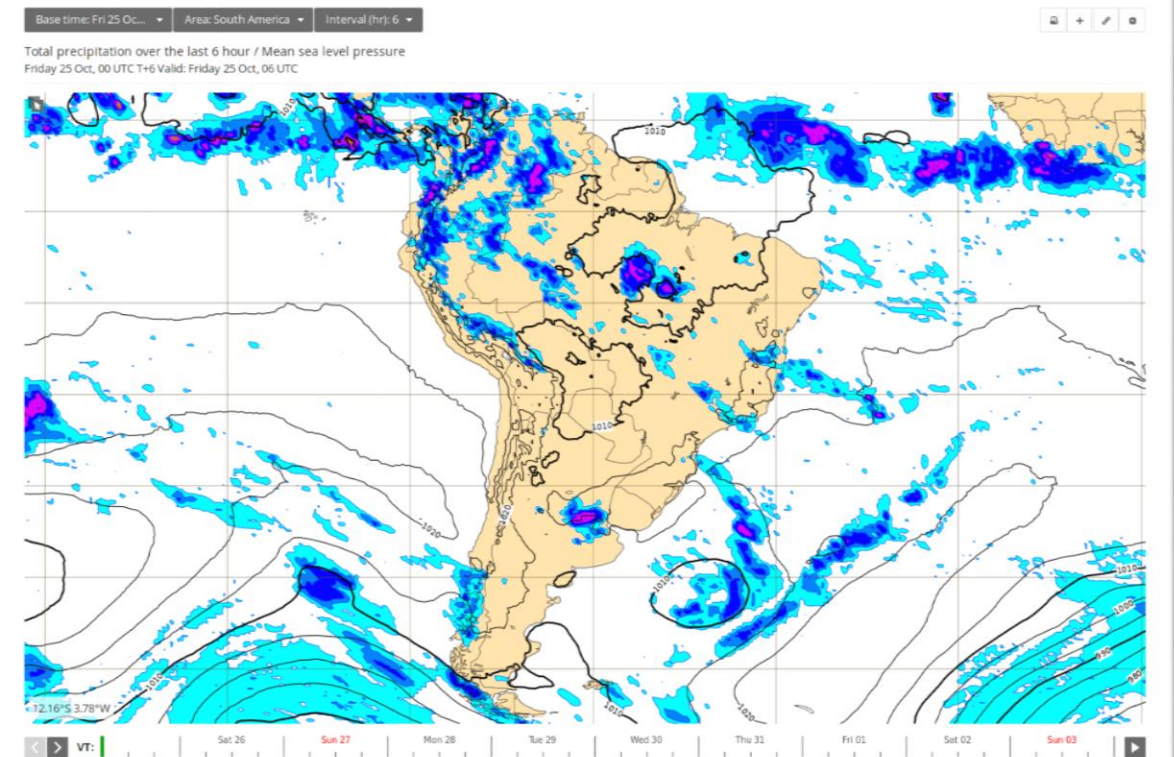 Base time: Fri 25 Oc... Area: South America Interval (hr): 6
Total precipitation over the last 6 hour / Mean sea level pressure
Friday 25 Oct, 00 UTC T+6 Valid: Friday 25 Oct, 06 UTC
1010
1010
1010
1020
1020
1010
1010
1000
990
980
1010
1010
1020
12.16°S 3.78°W
VT: Sat 26 Sun 27 Mon 28 Tue 29 Wed 30 Thu 31 Fri 01 Sat 02 Sun 03